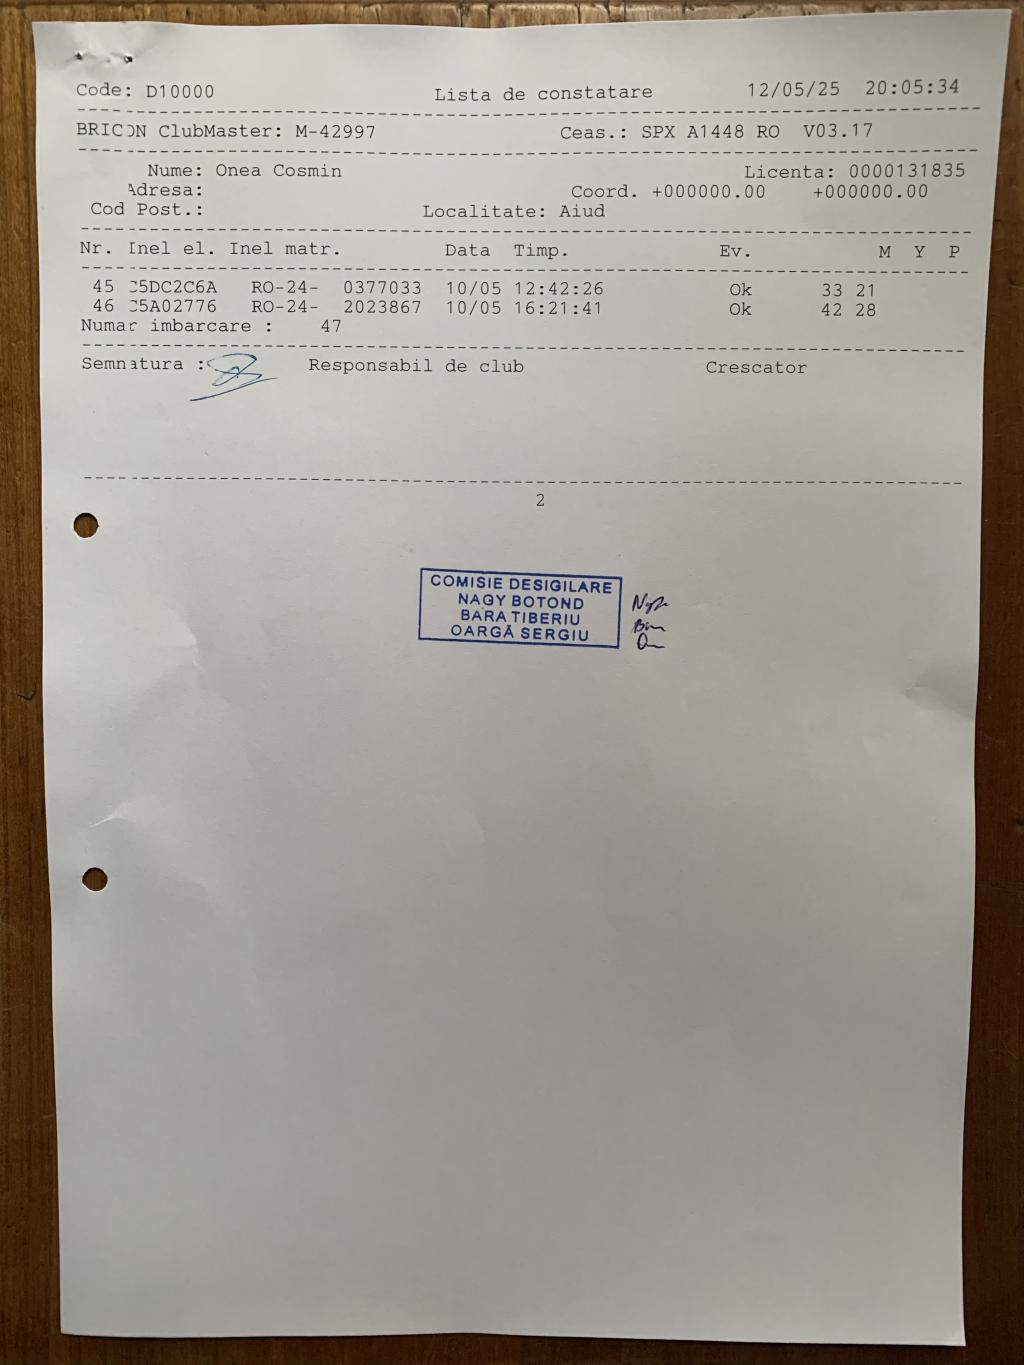 Code: D10000 Lista de constatare 12/05/25 20:05:34
BRICON ClubMaster: M-42997 Ceas.: SPX A1448 RO V03.17
Nume: Onea Cosmin Licenta: 0000131835
Adresa: Coord. +000000.00 +000000.00
Cod Post.: Localitate: Aiud
Nr. Inel el. Inel matr. Data Timp. Ev. M Y P
45 C5DC2C6A RO-24- 0377033 10/05 12:42:26 Ok 33 21
46 C5A02776 RO-24- 2023867 10/05 16:21:41 Ok 42 28
Numar imbarcare : 47
Semnatura : Responsabil de club Crescator
2
COMISIE DESIGILARE
NAGY BOTOND
BARA TIBERIU
OARGĂ SERGIU